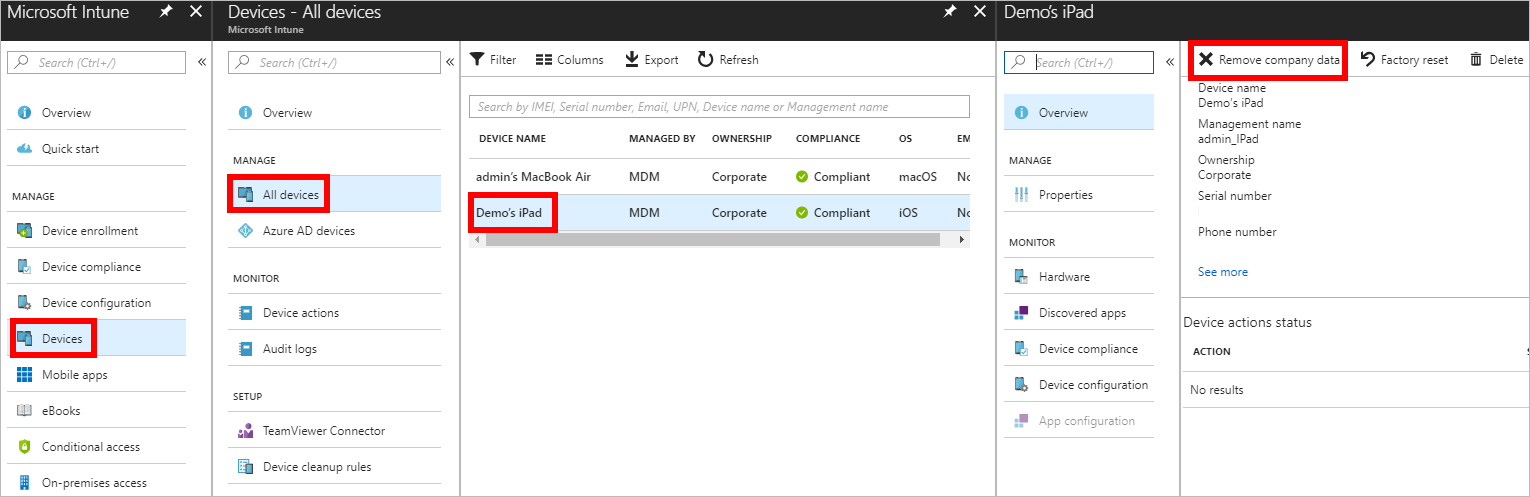 Microsoft Intune
Search (Ctrl+/)
Overview
Quick start
MANAGE
Device enrollment
Device compliance
Device configuration
Devices
Mobile apps
eBooks
Conditional access
On-premises access
Devices - All devices
Microsoft Intune
Search (Ctrl+/)
Overview
MANAGE
All devices
Azure AD devices
MONITOR
Device actions
Audit logs
SETUP
TeamViewer Connector
Device cleanup rules
Filter Columns Export Refresh
Search by IMEI, Serial number, Email, UPN, Device name or Management name
DEVICE NAME MANAGED BY OWNERSHIP COMPLIANCE OS EM
admin's MacBook Air MDM Corporate Compliant macOS No
Demo's iPad MDM Corporate Compliant iOS No
Demo's iPad
Search (Ctrl+/)
Overview
MANAGE
Properties
MONITOR
Hardware
Discovered apps
Device compliance
Device configuration
App configuration
Remove company data Factory reset Delete
Device name
Demo's iPad
Management name
admin_IPad
Ownership
Corporate
Serial number
Phone number
See more
Device actions status
ACTION
No results